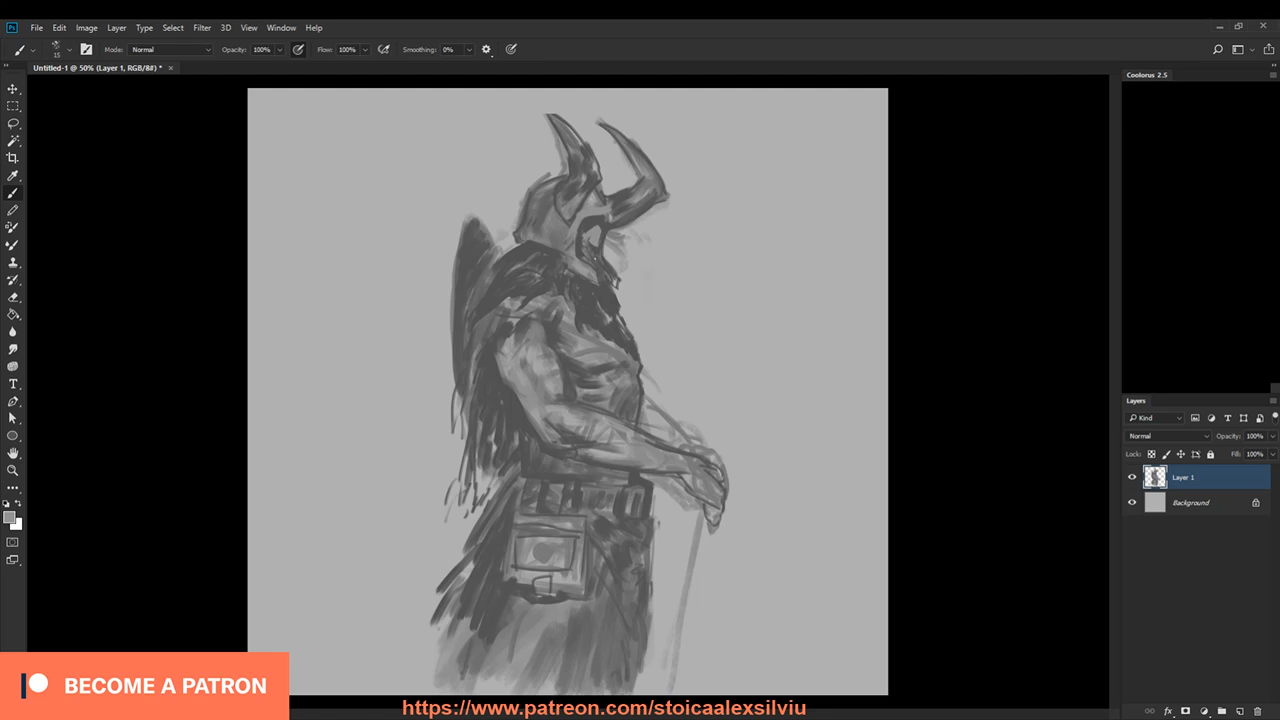 Ps File Edit Image Layer Type Select Filter 3D View Window Help
15 Mode: Normal Opacity: 100% Flow: 100% Smoothing: 0%
Untitled-1 @ 50% (Layer 1, RGB/8#) *
Coolorus 2.5
Layers
Kind
Normal Opacity: 100%
Lock: Fill: 100%
Layer 1
Background
BECOME A PATRON
https://www.patreon.com/stoicaalexsilviu